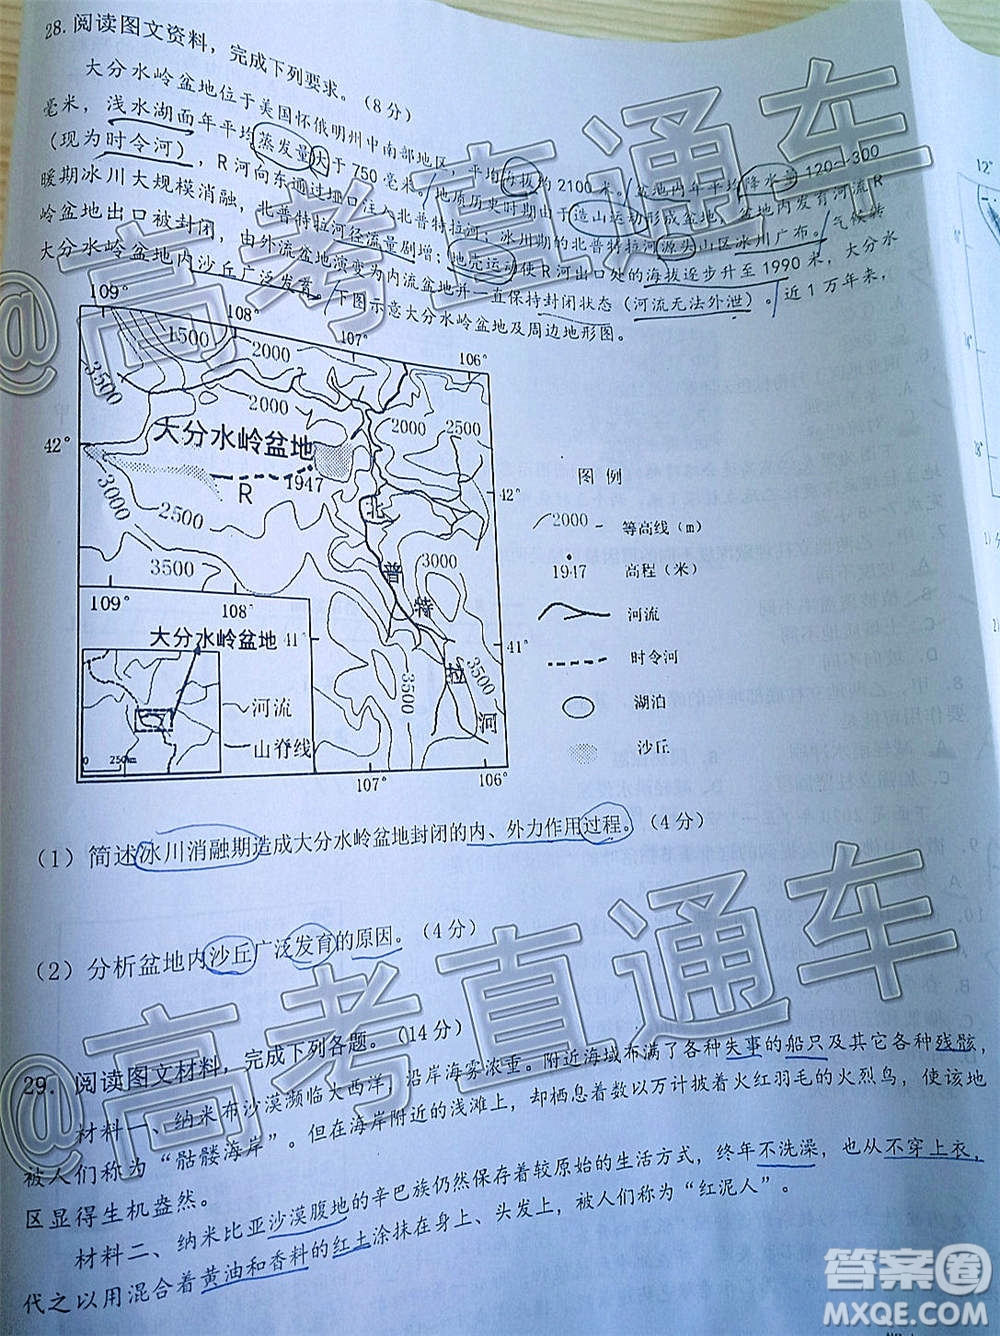 28. 阅读图文资料，完成下列要求。（8分）
大分水岭盆地位于美国怀俄明州中南部地区，平均海拔约2100米。盆地内年平均降水量120～300
毫米，浅水湖面年平均蒸发量大于750毫米。地质历史时期由于造山运动形成盆地，盆地内发育河流R
（现为时令河），R河向东通过垭口注入北普特拉河，冰川期的北普特拉河源头山区冰川广布。气候转
暖期冰川大规模消融，北普特拉河径流量剧增；地壳运动使R河出口处的海拔逐步升至1990米，大分水
岭盆地出口被封闭，由外流盆地演变为内流盆地并一直保持封闭状态（河流无法外泄）。近1万年来，
大分水岭盆地内沙丘广泛发育。下图示意大分水岭盆地及周边地形图。
109°
108°
107°
106°
1500
2000
2000
2000
2500
3500
42°
大分水岭盆地
R
1947
3000
2500
3500
北
普
特
拉
河
3000
3500
3500
42°
41°
41°
109°
108°
107°
106°
大分水岭盆地
河流
山脊线
0 250km
图 例
2000 等高线（m）
1947 高程（米）
河流
时令河
湖泊
沙丘
（1）简述冰川消融期造成大分水岭盆地封闭的内、外力作用过程。（4分）
（2）分析盆地内沙丘广泛发育的原因。（4分）
29. 阅读图文材料，完成下列各题。（14分）
材料一、纳米布沙漠濒临大西洋，沿岸海雾浓重。附近海域布满了各种失事的船只及其它各种残骸，
被人们称为“骷髅海岸”。但在海岸附近的浅滩上，却栖息着数以万计披着火红羽毛的火烈鸟，使该地
区显得生机盎然。
材料二、纳米比亚沙漠腹地的辛巴族仍然保存着较原始的生活方式，终年不洗澡，也从不穿上衣，
代之以用混合着黄油和香料的红土涂抹在身上、头发上，被人们称为“红泥人”。
@高考直通车
@高考直通车
答案圈
MXQE.COM